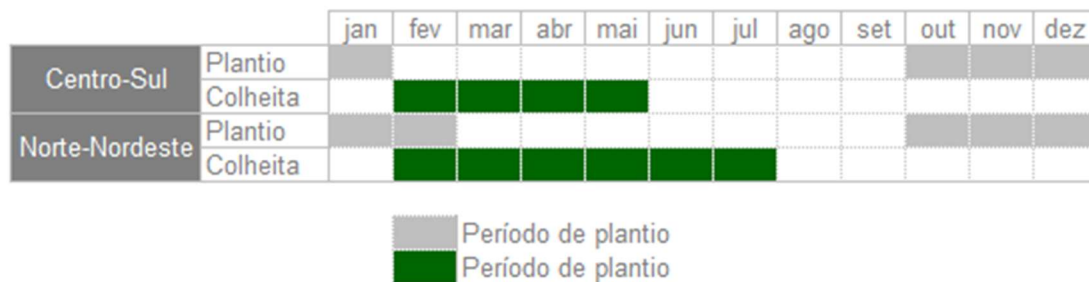 jan fev mar abr mai jun jul ago set out nov dez
Centro-Sul Plantio
Colheita
Norte-Nordeste Plantio
Colheita
Período de plantio
Período de plantio